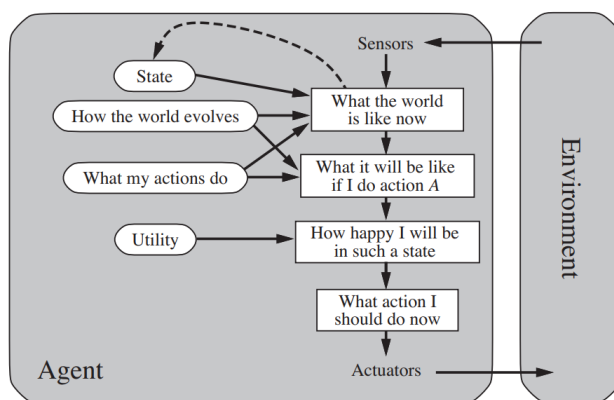 Sensors
State
What the world
is like now
How the world evolves
What it will be like
if I do action A
What my actions do
How happy I will be
in such a state
Utility
What action I
should do now
Actuators
Agent
Environment